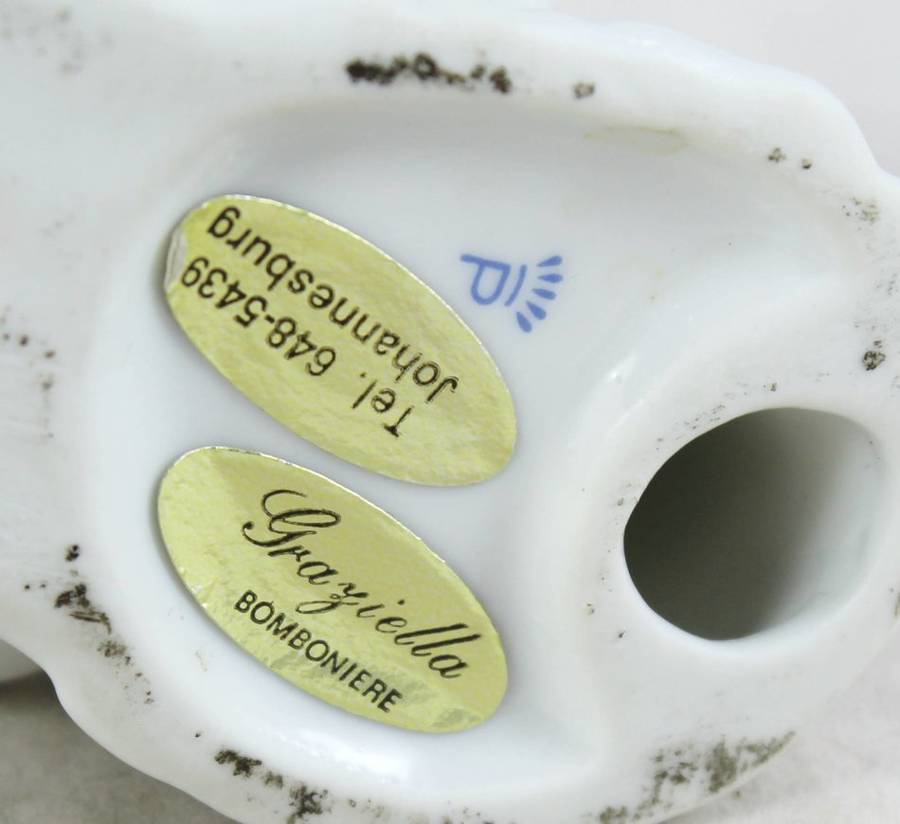 Tel. 648-5439
Johannesburg
P
Graziella
BOMBONIERE